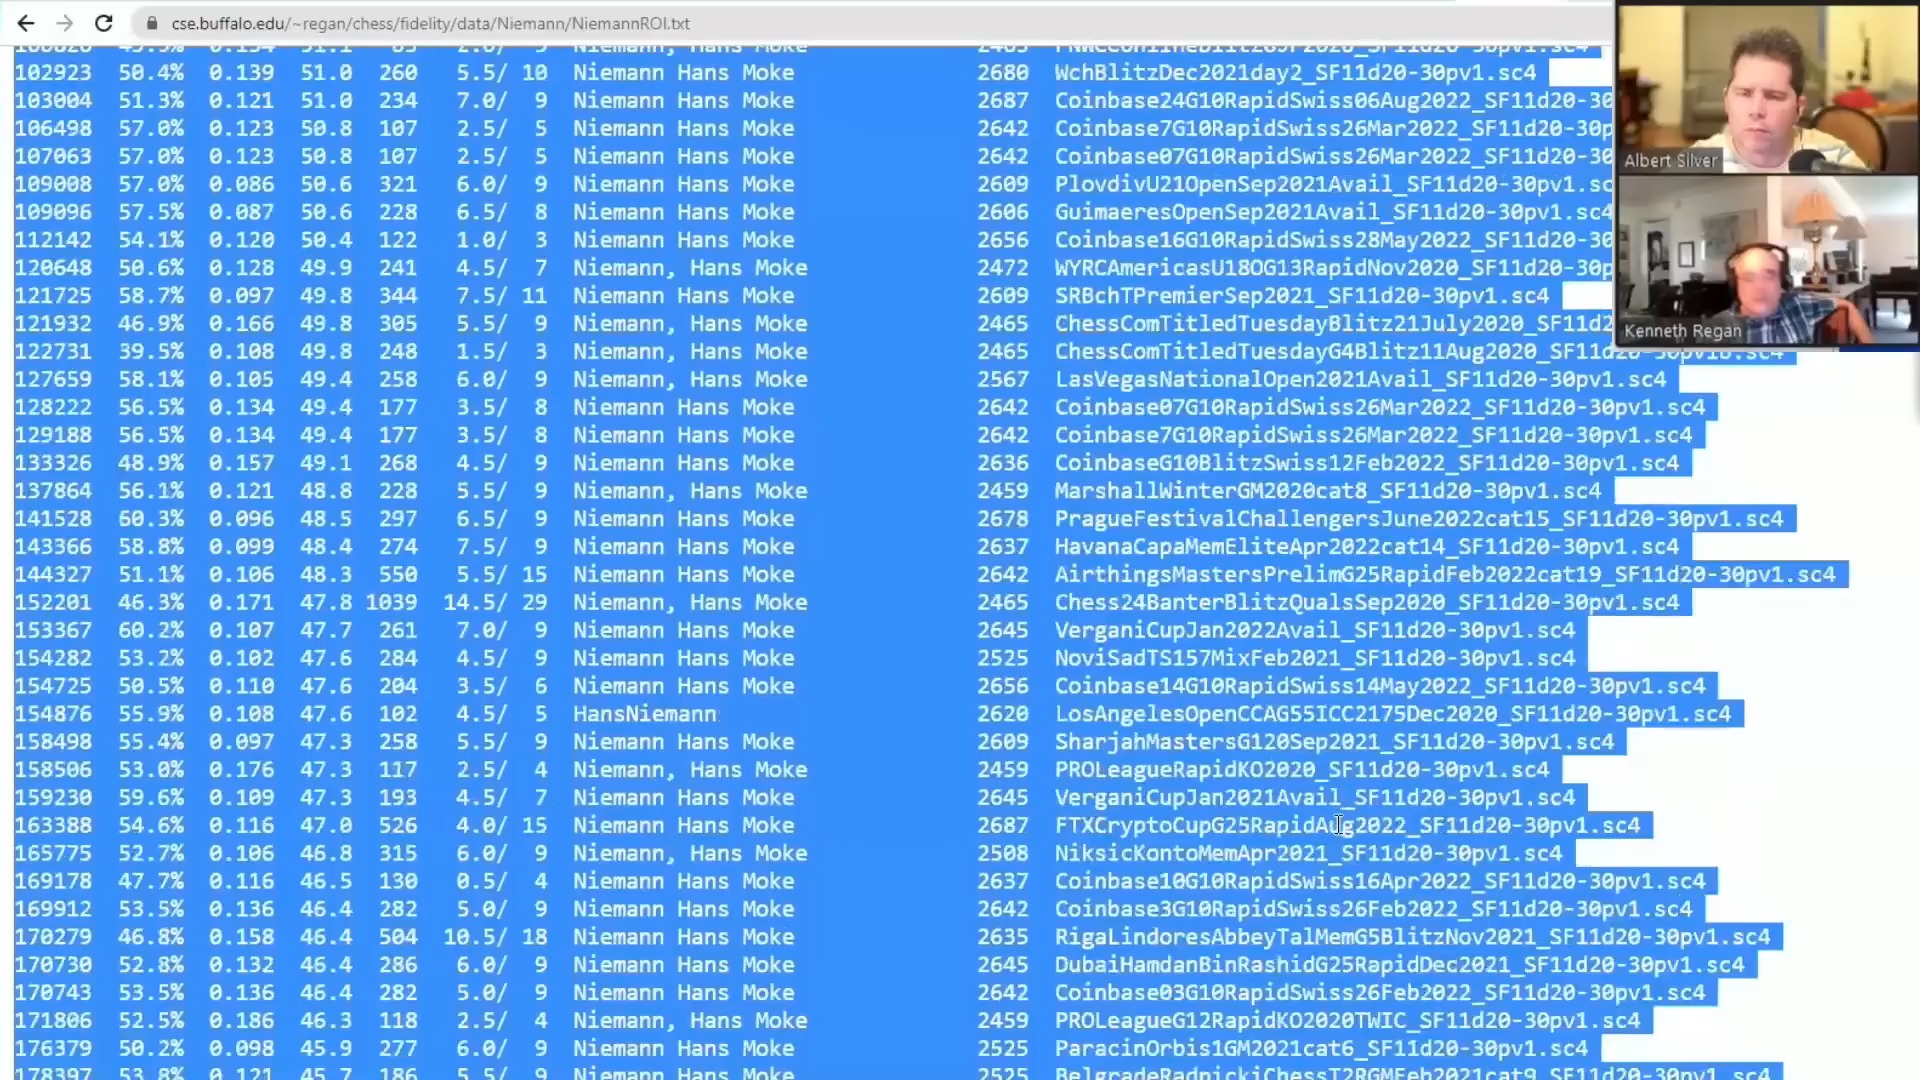 cse.buffalo.edu/~regan/chess/fidelity/data/Niemann/NiemannROI.txt
102923 50.4% 0.139 51.0 260 5.5/ 10 Niemann Hans Moke 2680 WchBlitzDec2021day2_SF11d20-30pv1.sc4
103004 51.3% 0.121 51.0 234 7.0/ 9 Niemann Hans Moke 2687 Coinbase24G10RapidSwiss06Aug2022_SF11d20-30
106498 57.0% 0.123 50.8 107 2.5/ 5 Niemann Hans Moke 2642 Coinbase7G10RapidSwiss26Mar2022_SF11d20-30p
107063 57.0% 0.123 50.8 107 2.5/ 5 Niemann Hans Moke 2642 Coinbase07G10RapidSwiss26Mar2022_SF11d20-30
109008 57.0% 0.086 50.6 321 6.0/ 9 Niemann Hans Moke 2609 PlovdivU21OpenSep2021Avail_SF11d20-30pv1.sc
109096 57.5% 0.087 50.6 228 6.5/ 8 Niemann Hans Moke 2606 GuimaeresOpenSep2021Avail_SF11d20-30pv1.sc4
112142 54.1% 0.120 50.4 122 1.0/ 3 Niemann Hans Moke 2656 Coinbase16G10RapidSwiss28May2022_SF11d20-30
120648 50.6% 0.128 49.9 241 4.5/ 7 Niemann, Hans Moke 2472 WYRCAmericasU18OG13RapidNov2020_SF11d20-30p
121725 58.7% 0.097 49.8 344 7.5/ 11 Niemann Hans Moke 2609 SRBchTPremierSep2021_SF11d20-30pv1.sc4
121932 46.9% 0.166 49.8 305 5.5/ 9 Niemann, Hans Moke 2465 ChessComTitledTuesdayBlitz21July2020_SF11d2
122731 39.5% 0.108 49.8 248 1.5/ 3 Niemann, Hans Moke 2465 ChessComTitledTuesdayG4Blitz11Aug2020_SF11d20-30pv1b.sc4
127659 58.1% 0.105 49.4 258 6.0/ 9 Niemann, Hans Moke 2567 LasVegasNationalOpen2021Avail_SF11d20-30pv1.sc4
128222 56.5% 0.134 49.4 177 3.5/ 8 Niemann Hans Moke 2642 Coinbase07G10RapidSwiss26Mar2022_SF11d20-30pv1.sc4
129188 56.5% 0.134 49.4 177 3.5/ 8 Niemann Hans Moke 2642 Coinbase7G10RapidSwiss26Mar2022_SF11d20-30pv1.sc4
133326 48.9% 0.157 49.1 268 4.5/ 9 Niemann Hans Moke 2636 CoinbaseG10BlitzSwiss12Feb2022_SF11d20-30pv1.sc4
137864 56.1% 0.121 48.8 228 5.5/ 9 Niemann, Hans Moke 2459 MarshallWinterGM2020cat8_SF11d20-30pv1.sc4
141528 60.3% 0.096 48.5 297 6.5/ 9 Niemann Hans Moke 2678 PragueFestivalChallengersJune2022cat15_SF11d20-30pv1.sc4
143366 58.8% 0.099 48.4 274 7.5/ 9 Niemann Hans Moke 2637 HavanaCapaMemEliteApr2022cat14_SF11d20-30pv1.sc4
144327 51.1% 0.106 48.3 550 5.5/ 15 Niemann Hans Moke 2642 AirthingsMastersPrelimG25RapidFeb2022cat19_SF11d20-30pv1.sc4
152201 46.3% 0.171 47.8 1039 14.5/ 29 Niemann, Hans Moke 2465 Chess24BanterBlitzQualsSep2020_SF11d20-30pv1.sc4
153367 60.2% 0.107 47.7 261 7.0/ 9 Niemann Hans Moke 2645 VerganiCupJan2022Avail_SF11d20-30pv1.sc4
154282 53.2% 0.102 47.6 284 4.5/ 9 Niemann Hans Moke 2525 NoviSadTS157MixFeb2021_SF11d20-30pv1.sc4
154725 50.5% 0.110 47.6 204 3.5/ 6 Niemann Hans Moke 2656 Coinbase14G10RapidSwiss14May2022_SF11d20-30pv1.sc4
154876 55.9% 0.108 47.6 102 4.5/ 5 HansNiemann 2620 LosAngelesOpenCCAG55ICC2175Dec2020_SF11d20-30pv1.sc4
158498 55.4% 0.097 47.3 258 5.5/ 9 Niemann Hans Moke 2609 SharjahMastersG120Sep2021_SF11d20-30pv1.sc4
158506 53.0% 0.176 47.3 117 2.5/ 4 Niemann, Hans Moke 2459 PROLeagueRapidKO2020_SF11d20-30pv1.sc4
159230 59.6% 0.109 47.3 193 4.5/ 7 Niemann Hans Moke 2645 VerganiCupJan2021Avail_SF11d20-30pv1.sc4
163388 54.6% 0.116 47.0 526 4.0/ 15 Niemann Hans Moke 2687 FTXCryptoCupG25RapidAug2022_SF11d20-30pv1.sc4
165775 52.7% 0.106 46.8 315 6.0/ 9 Niemann, Hans Moke 2508 NiksicKontoMemApr2021_SF11d20-30pv1.sc4
169178 47.7% 0.116 46.5 130 0.5/ 4 Niemann Hans Moke 2637 Coinbase10G10RapidSwiss16Apr2022_SF11d20-30pv1.sc4
169912 53.5% 0.136 46.4 282 5.0/ 9 Niemann Hans Moke 2642 Coinbase3G10RapidSwiss26Feb2022_SF11d20-30pv1.sc4
170279 46.8% 0.158 46.4 504 10.5/ 18 Niemann Hans Moke 2635 RigaLindoresAbbeyTalMemG5BlitzNov2021_SF11d20-30pv1.sc4
170730 52.8% 0.132 46.4 286 6.0/ 9 Niemann Hans Moke 2645 DubaiHamdanBinRashidG25RapidDec2021_SF11d20-30pv1.sc4
170743 53.5% 0.136 46.4 282 5.0/ 9 Niemann Hans Moke 2642 Coinbase03G10RapidSwiss26Feb2022_SF11d20-30pv1.sc4
171806 52.5% 0.186 46.3 118 2.5/ 4 Niemann, Hans Moke 2459 PROLeagueG12RapidKO2020TWIC_SF11d20-30pv1.sc4
176379 50.2% 0.098 45.9 277 6.0/ 9 Niemann Hans Moke 2525 ParacinOrbis1GM2021cat6_SF11d20-30pv1.sc4
178397 53.8% 0.121 45.7 186 5.5/ 9 Niemann Hans Moke 2525 BelgradeRadnickiChessT2RGMFeb2021cat9_SF11d20-30pv1.sc4
Albert Silver
Kenneth Regan